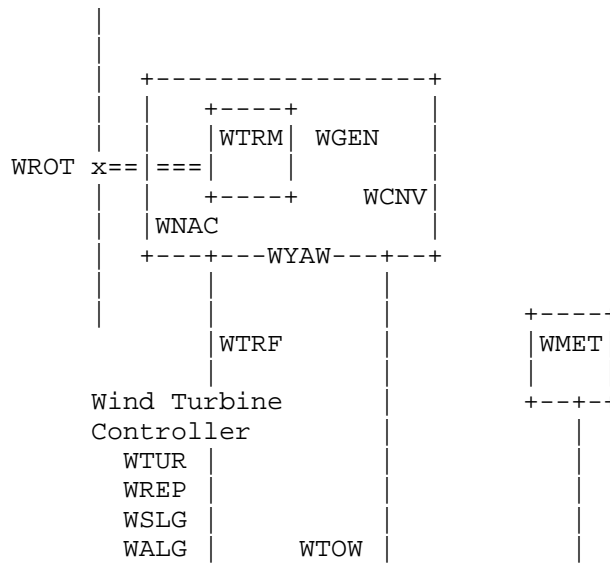 WTRM WGEN
WROT
WCNV
WNAC
WYAW
WTRF WMET
Wind Turbine
Controller
WTUR
WREP
WSLG
WALG WTOW